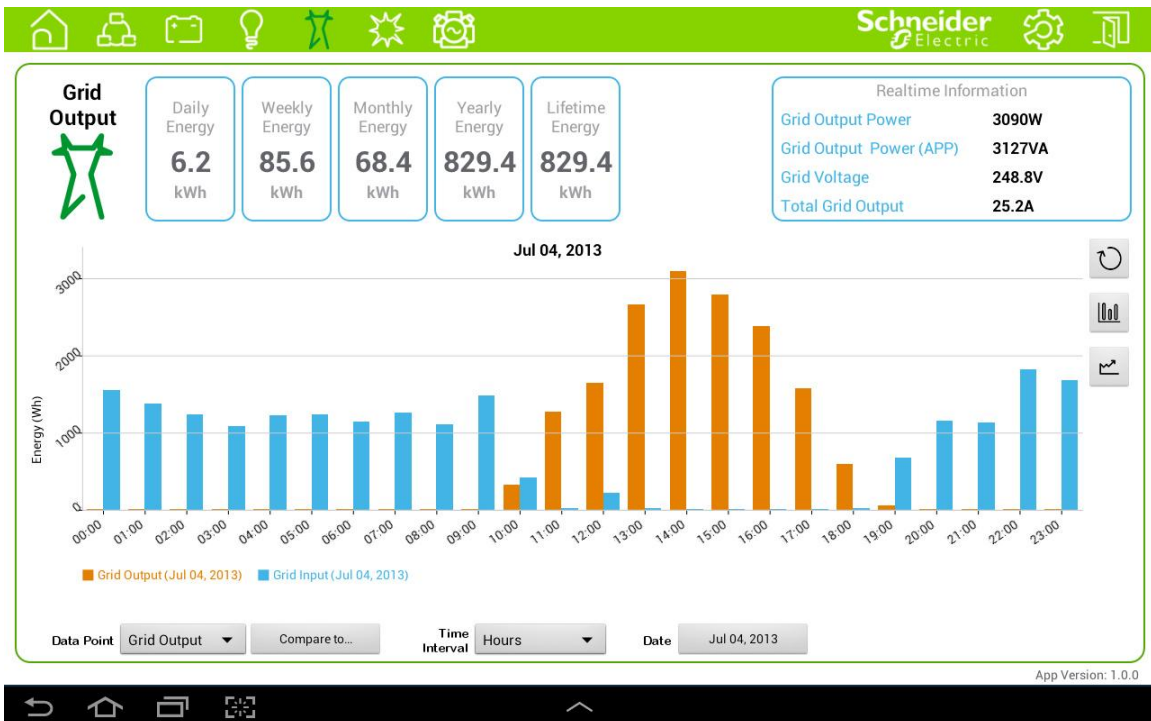 Schneider
Electric
Grid
Output
Daily
Energy
6.2
kWh
Weekly
Energy
85.6
kWh
Monthly
Energy
68.4
kWh
Yearly
Energy
829.4
kWh
Lifetime
Energy
829.4
kWh
Realtime Information
Grid Output Power 3090W
Grid Output Power (APP) 3127VA
Grid Voltage 248.8V
Total Grid Output 25.2A
Jul 04, 2013
Energy (Wh)
3000
2000
1000
0
00:00 01:00 02:00 03:00 04:00 05:00 06:00 07:00 08:00 09:00 10:00 11:00 12:00 13:00 14:00 15:00 16:00 17:00 18:00 19:00 20:00 21:00 22:00 23:00
Grid Output (Jul 04, 2013) Grid Input (Jul 04, 2013)
Data Point Grid Output Compare to... Time Interval Hours Date Jul 04, 2013
App Version: 1.0.0